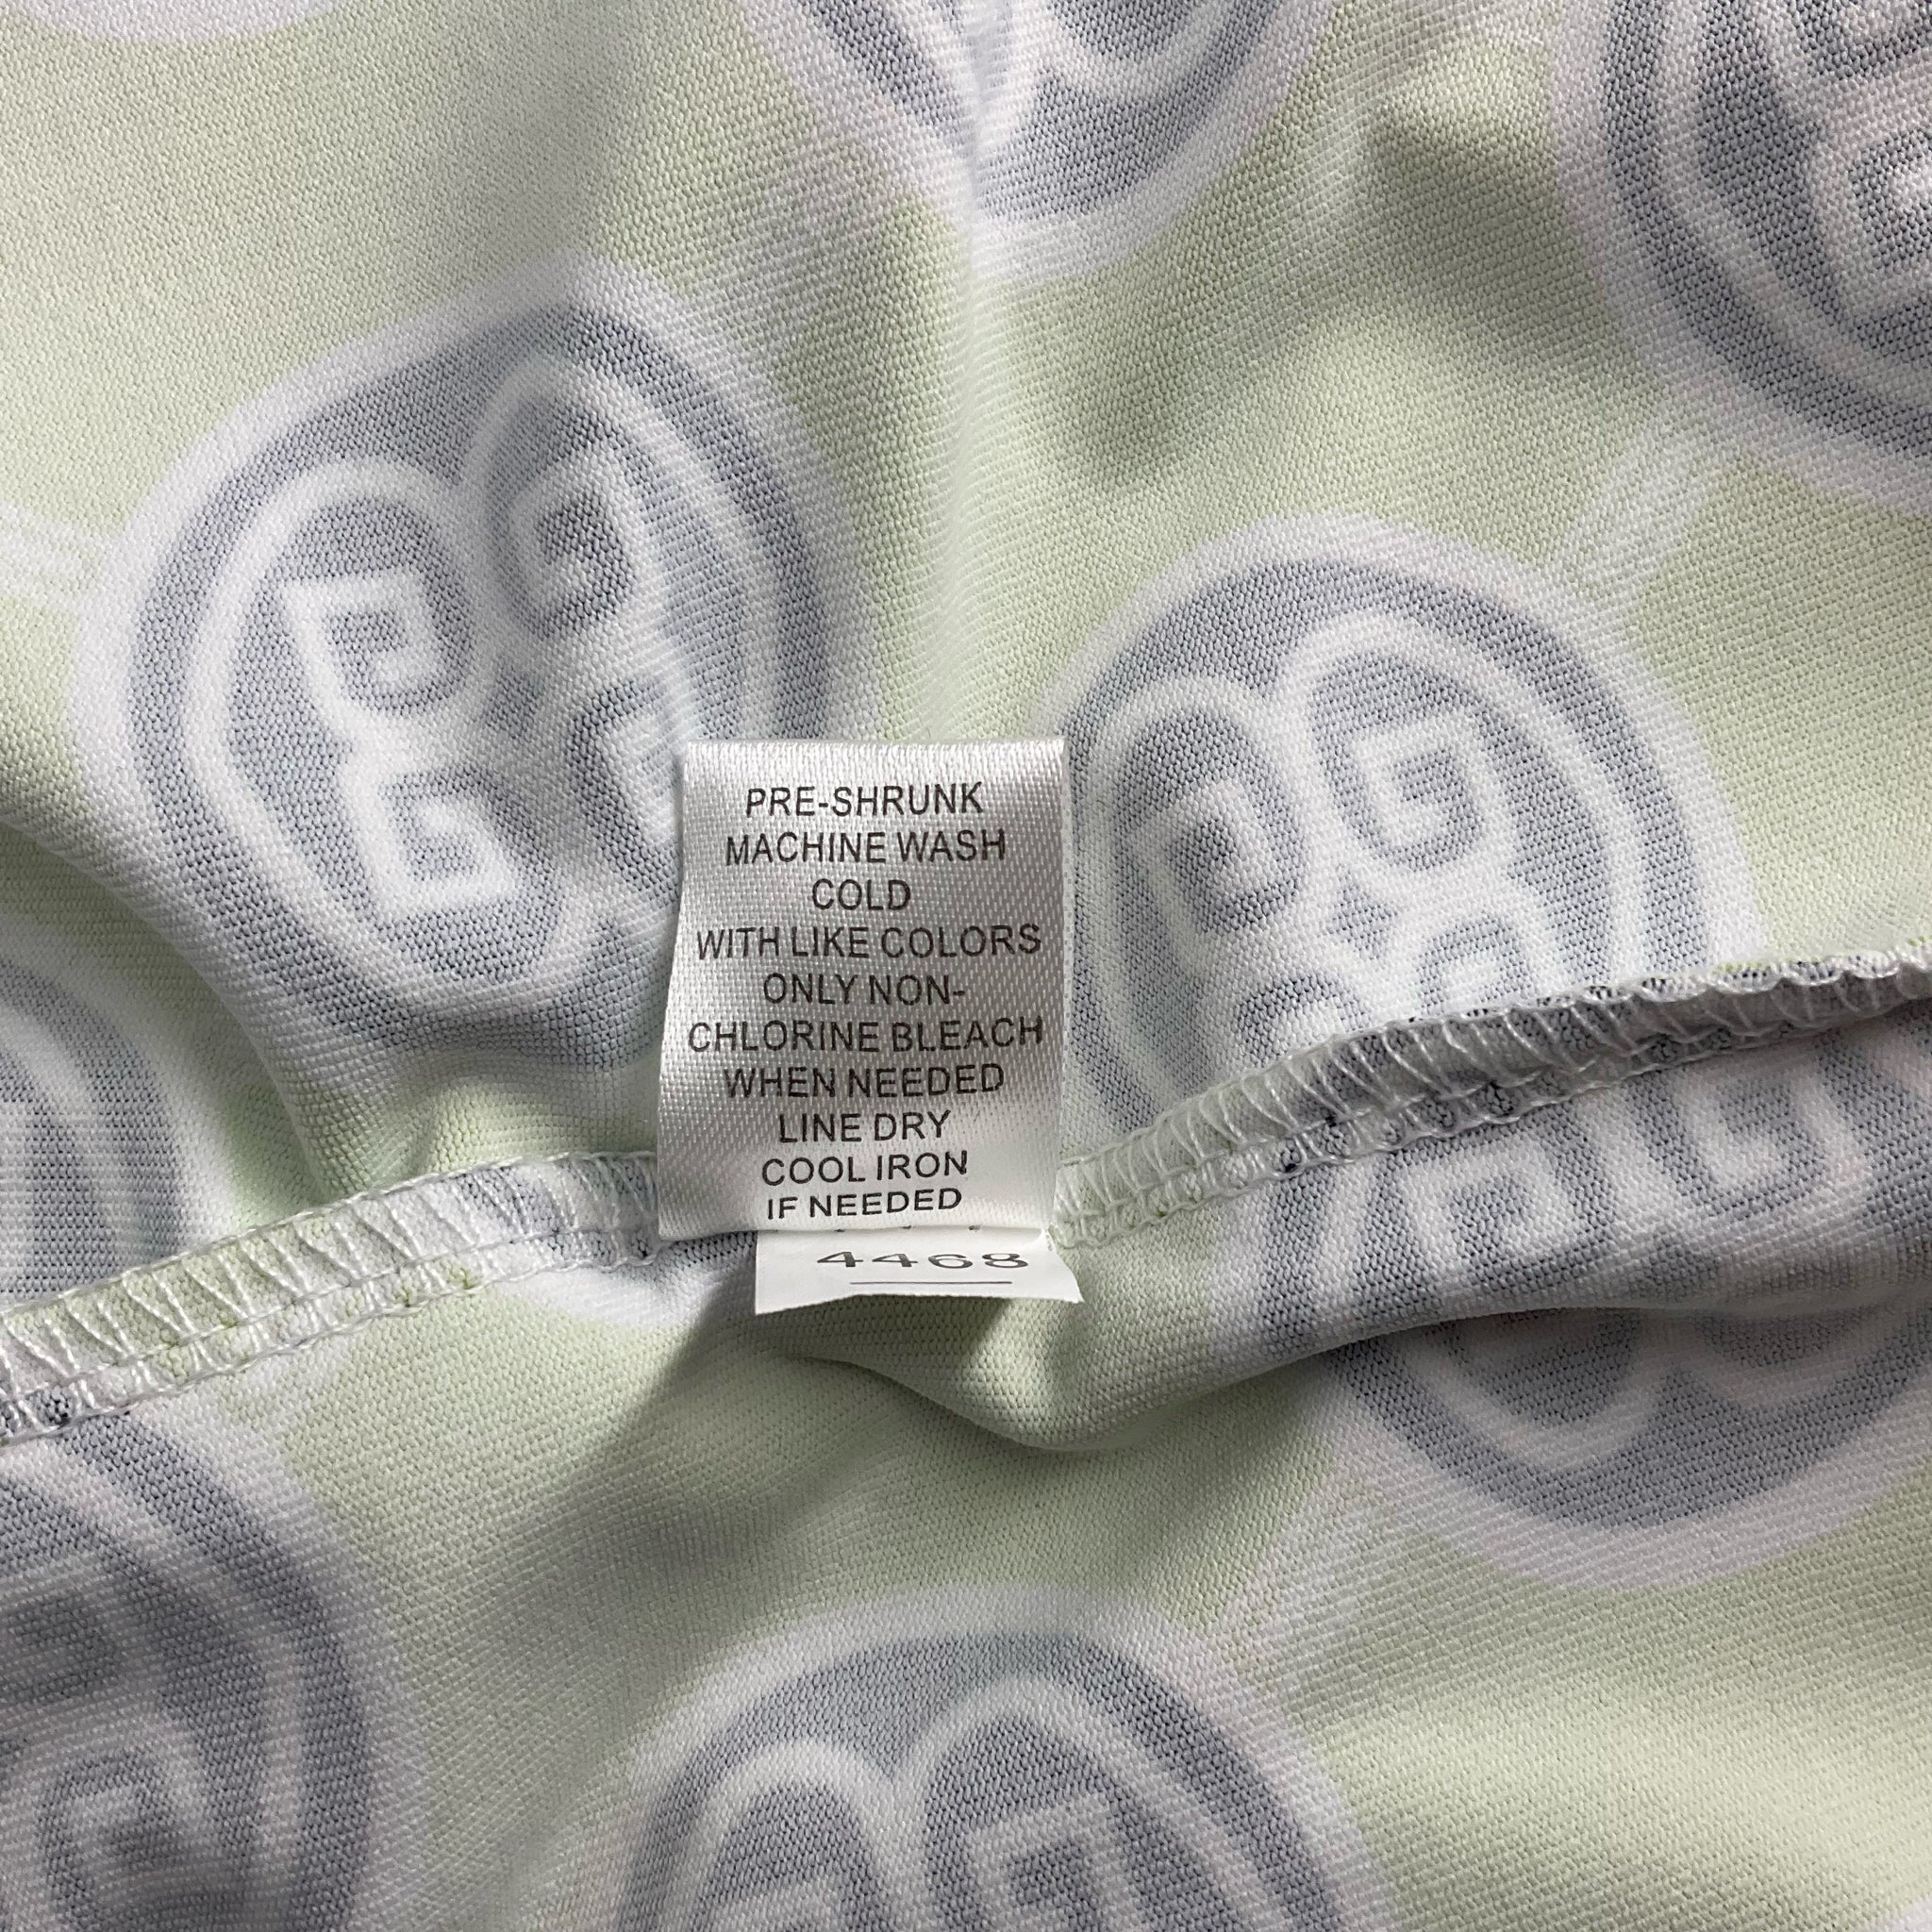 PRE-SHRUNK
MACHINE WASH
COLD
WITH LIKE COLORS
ONLY NON-
CHLORINE BLEACH
WHEN NEEDED
LINE DRY
COOL IRON
IF NEEDED
4468